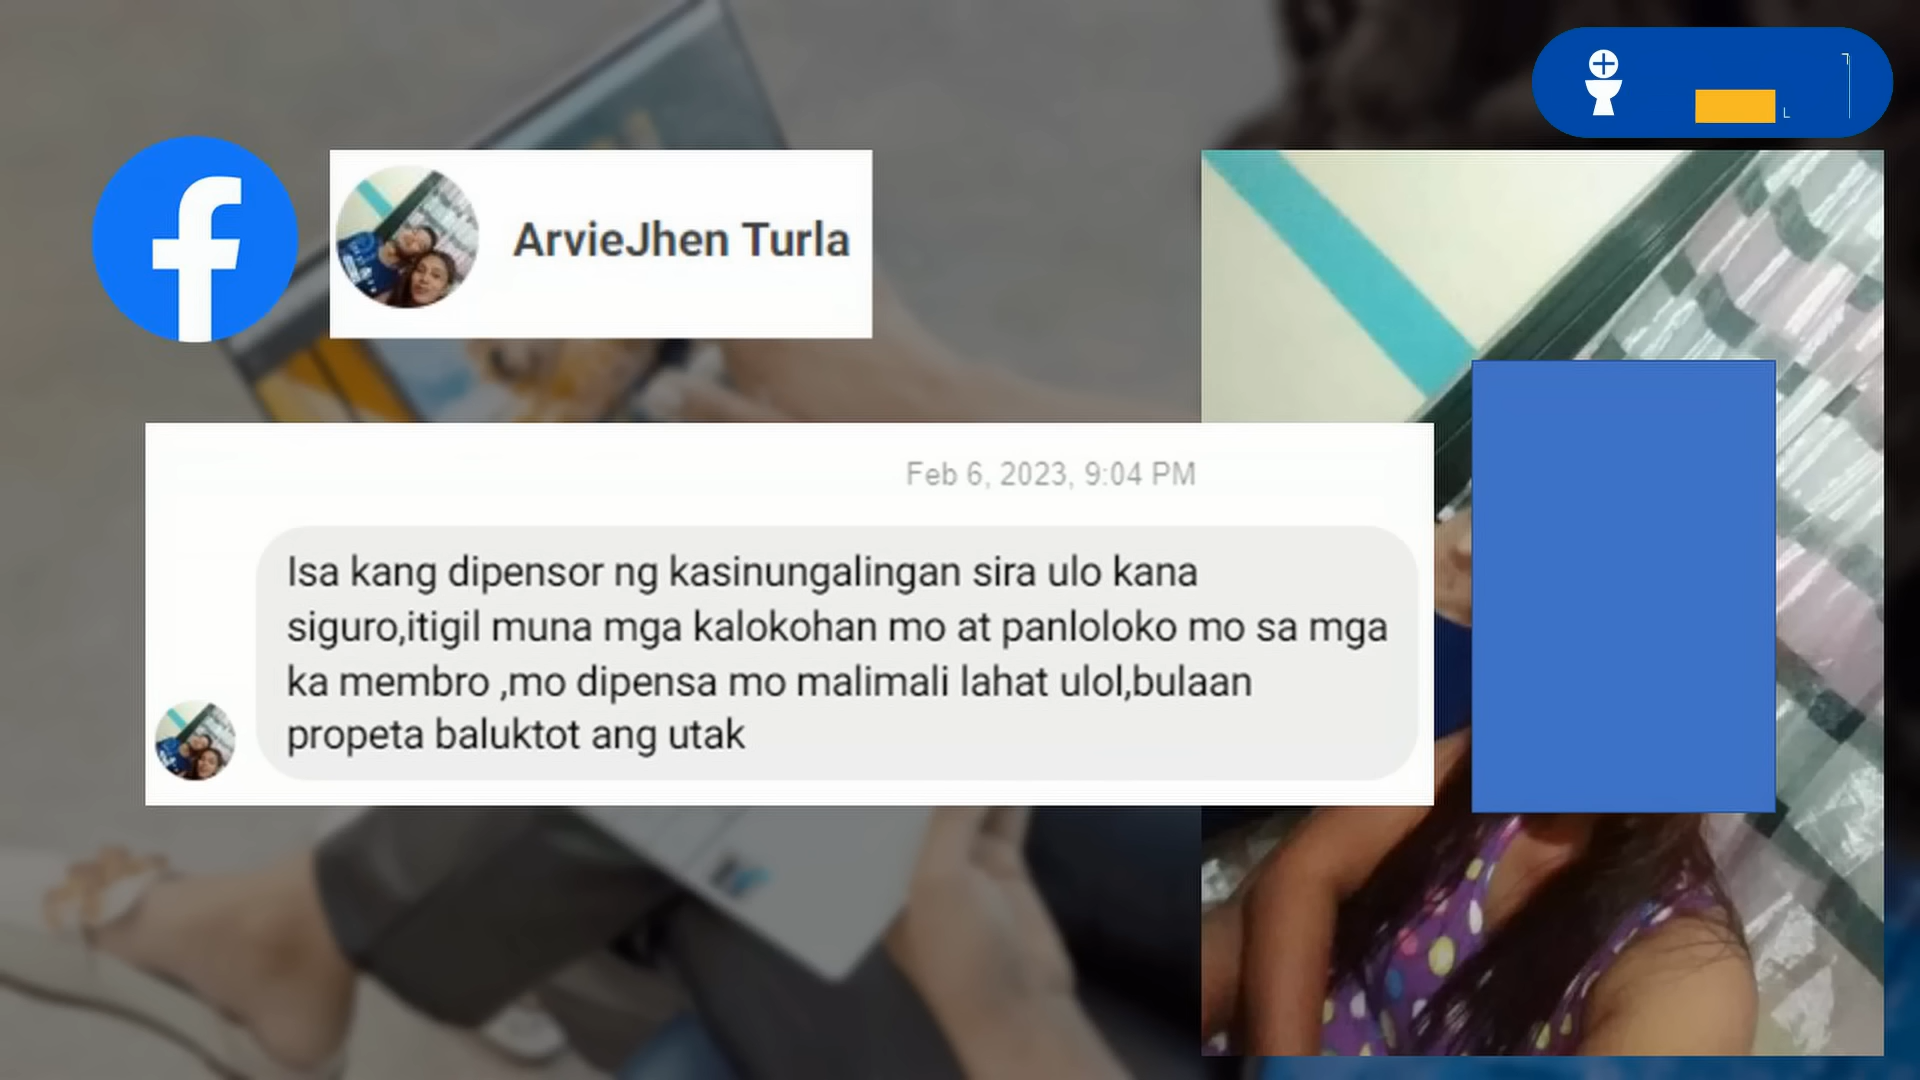 ArvieJhen Turla
Feb 6, 2023, 9:04 PM
Isa kang dipensor ng kasinungalingan sira ulo kana
siguro,itigil muna mga kalokohan mo at panloloko mo sa mga
ka membro ,mo dipensa mo malimali lahat ulol,bulaan
propeta baluktot ang utak